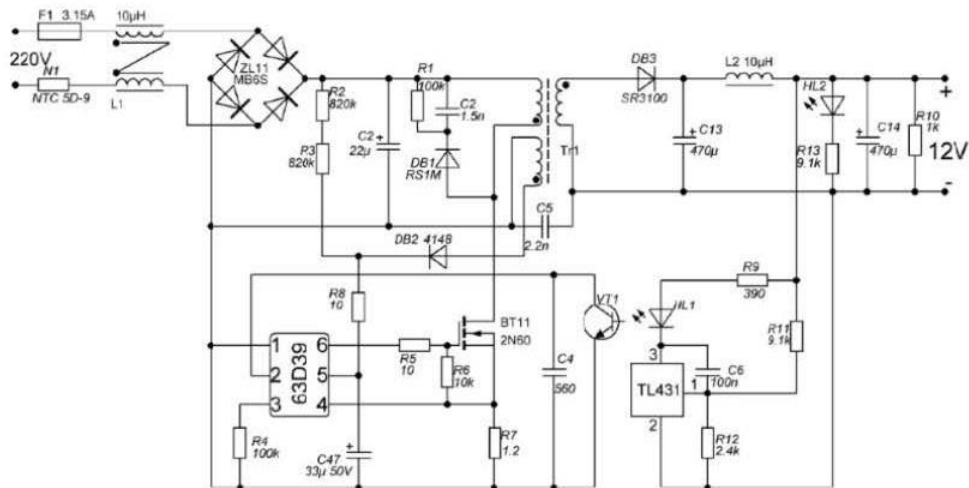 F1 3.15A
10µH
220V
N1
NTC 5D-9
L1
ZL11
MB6S
R2
820k
R3
820k
C2
22µ
R1
100k
C2
1.5n
DB1
RS1M
Tr1
DB3
SR3100
L2 10µH
C13
470µ
HL2
R13
9.1k
C14
470µ
R10
1k
12V
+
-
C5
2.2n
DB2 4148
R8
10
VT1
HL1
R9
390
R11
9.1k
BT11
2N60
63D39
1
2
3
6
5
4
R5
10
R6
10k
C4
560
R4
100k
C47
33µ 50V
R7
1.2
TL431
3
1
2
C6
100n
R12
2.4k